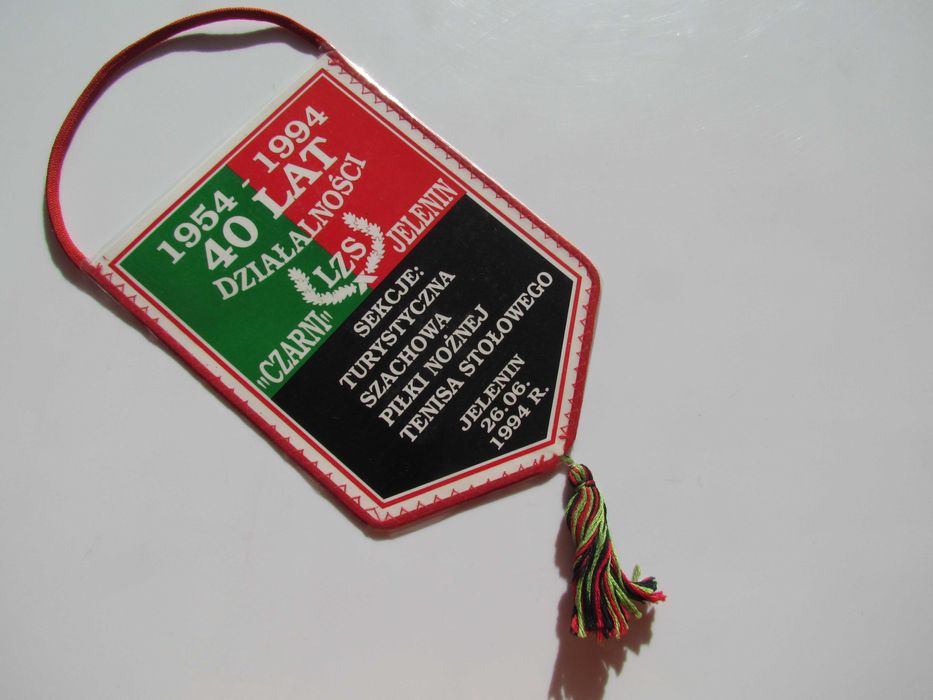 1954 - 1994
40 LAT
DZIAŁALNOŚCI
LZS
„CZARNI” JELENIN
SEKCJE:
TURYSTYCZNA
SZACHOWA
PIŁKI NOŻNEJ
TENISA STOŁOWEGO
JELENIN
26.06.
1994 R.